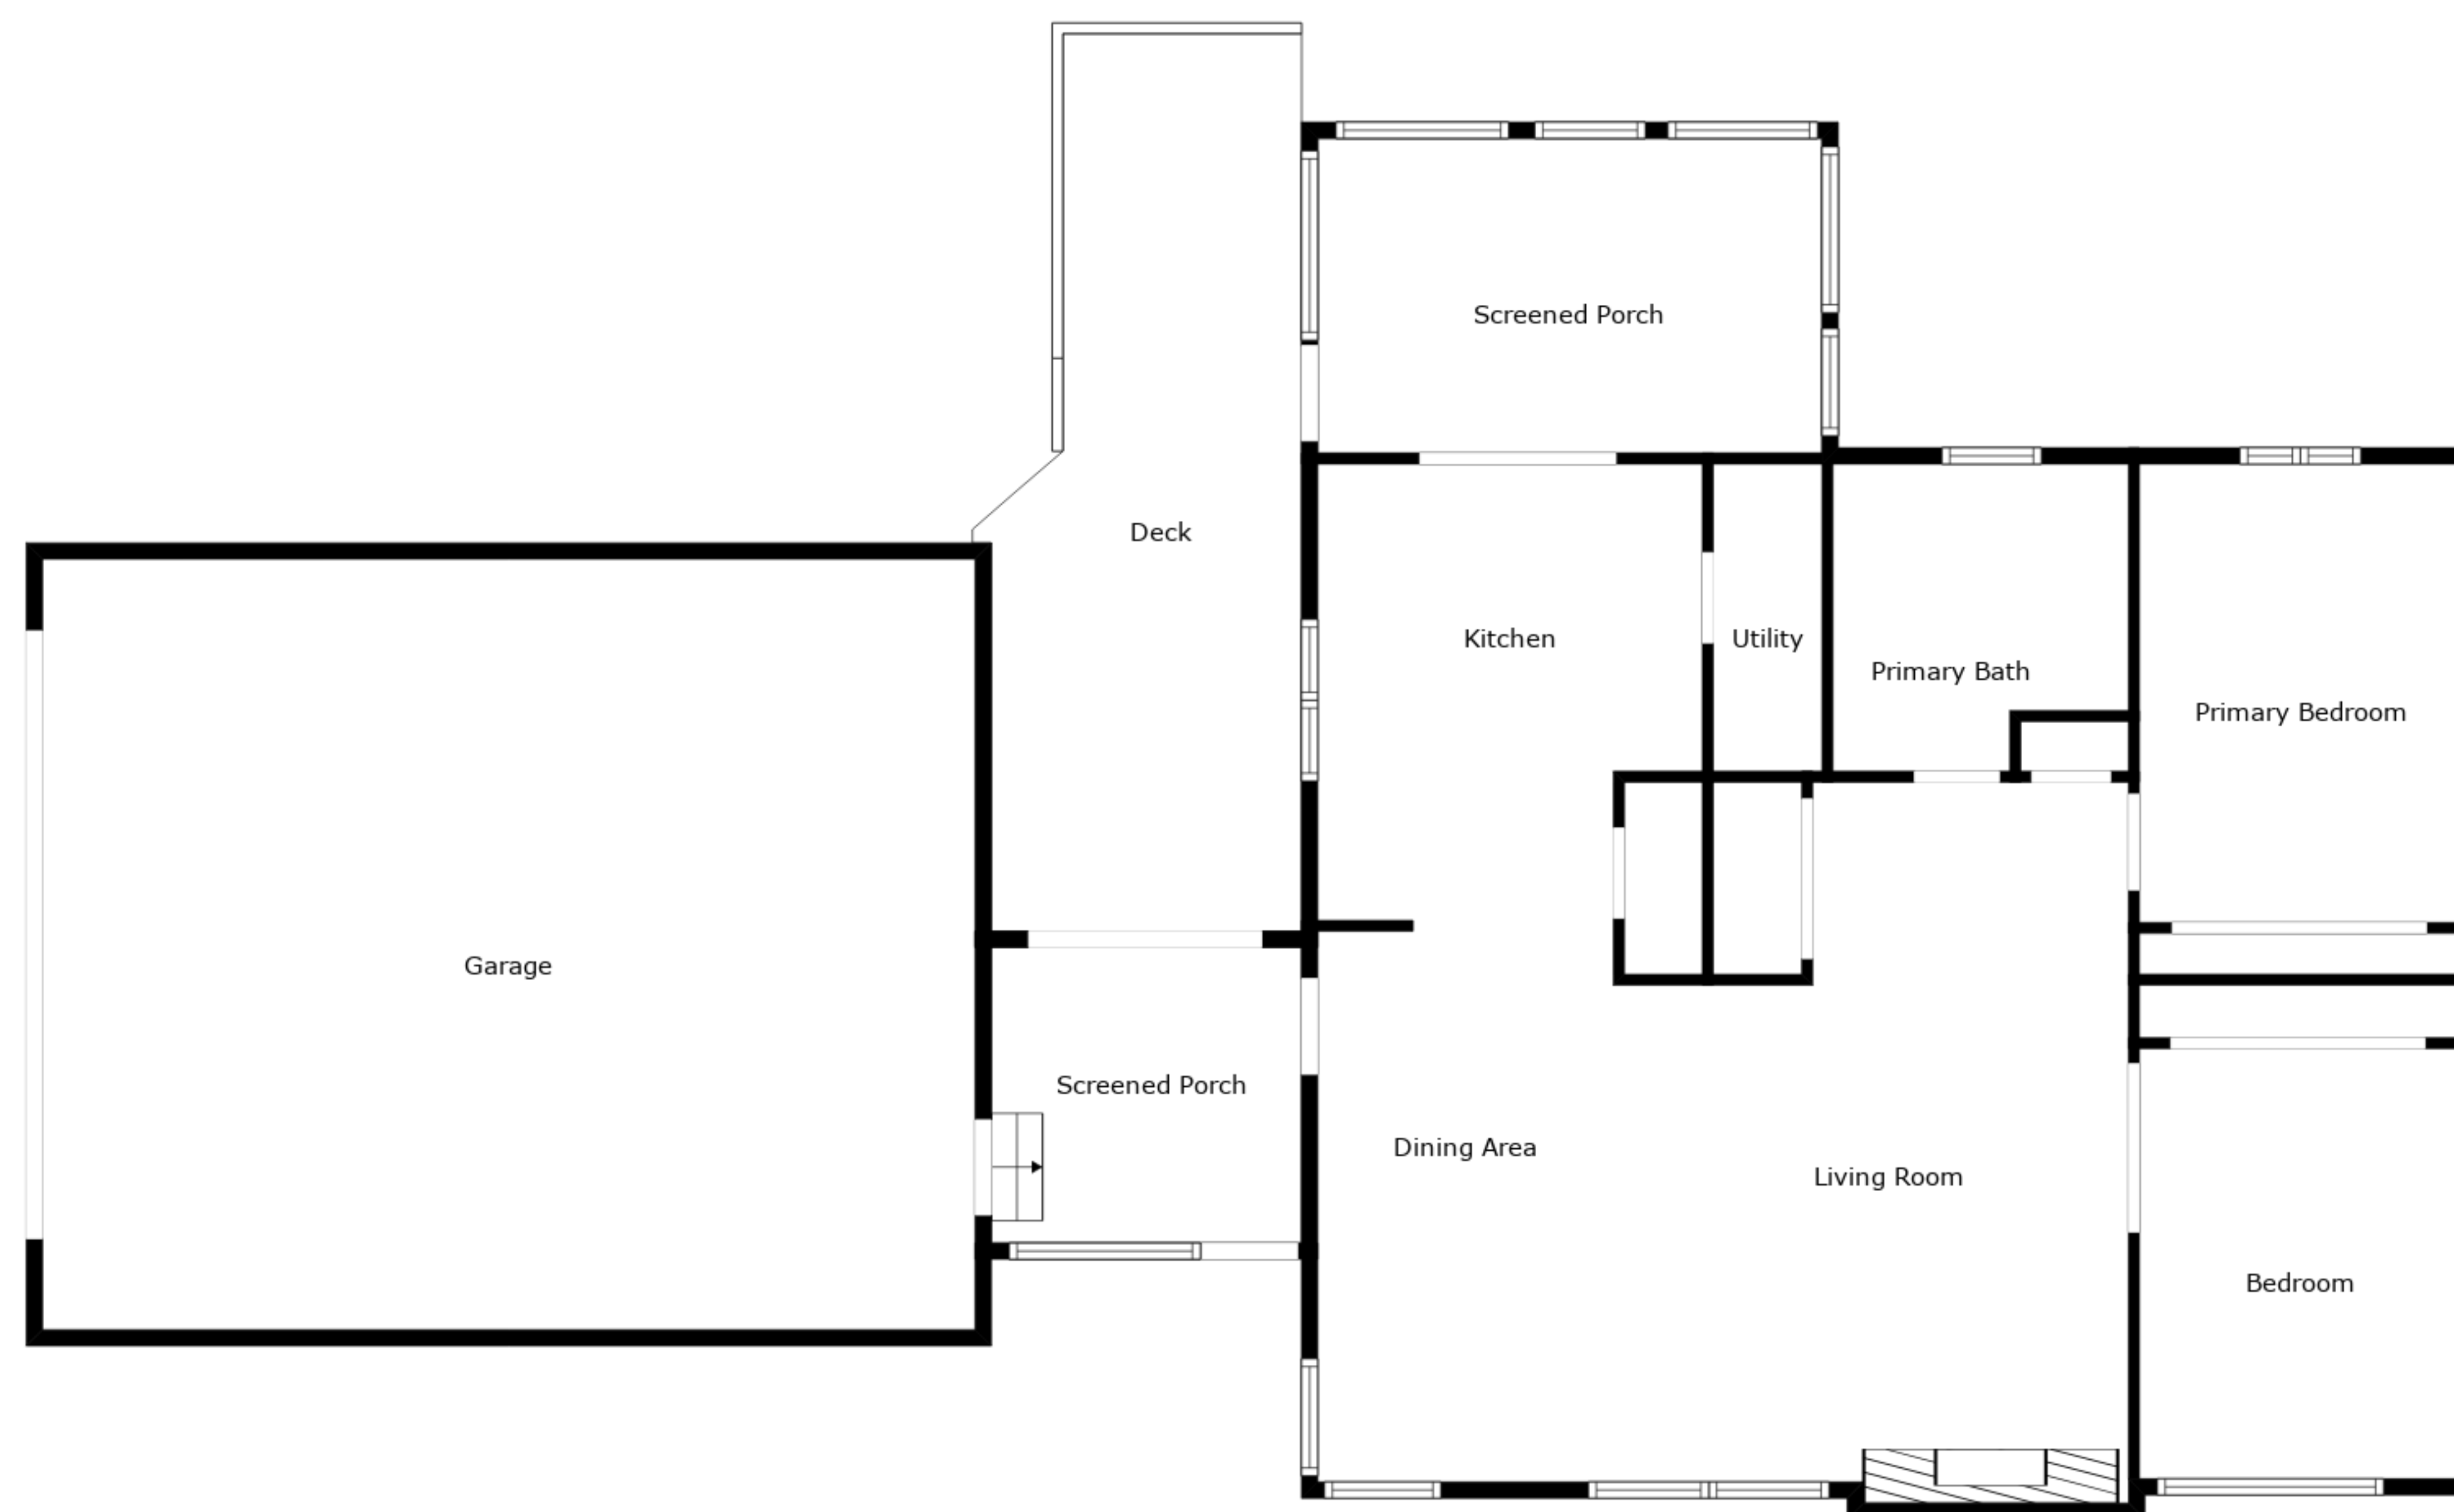 Screened Porch
Deck
Kitchen
Utility
Primary Bath
Primary Bedroom
Garage
Screened Porch
Dining Area
Living Room
Bedroom